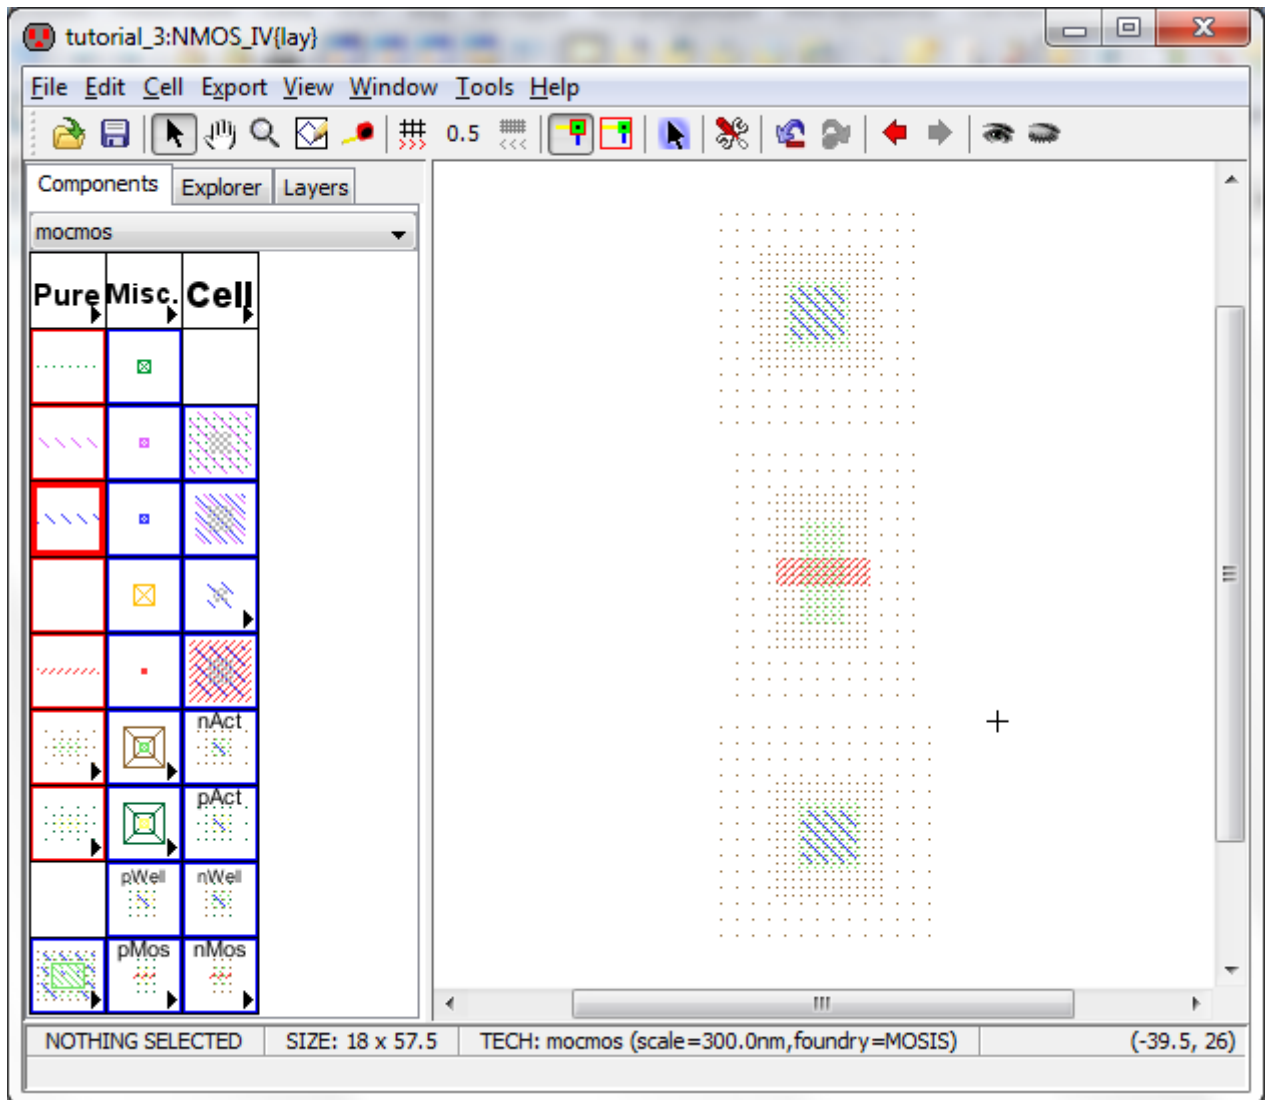 tutorial_3:NMOS_IV{lay}
File Edit Cell Export View Window Tools Help
0.5
Components Explorer Layers
mocmos
Pure Misc. Cell
nAct
pAct
pWell nWell
pMos nMos
NOTHING SELECTED SIZE: 18 x 57.5 TECH: mocmos (scale=300.0nm,foundry=MOSIS) (-39.5, 26)